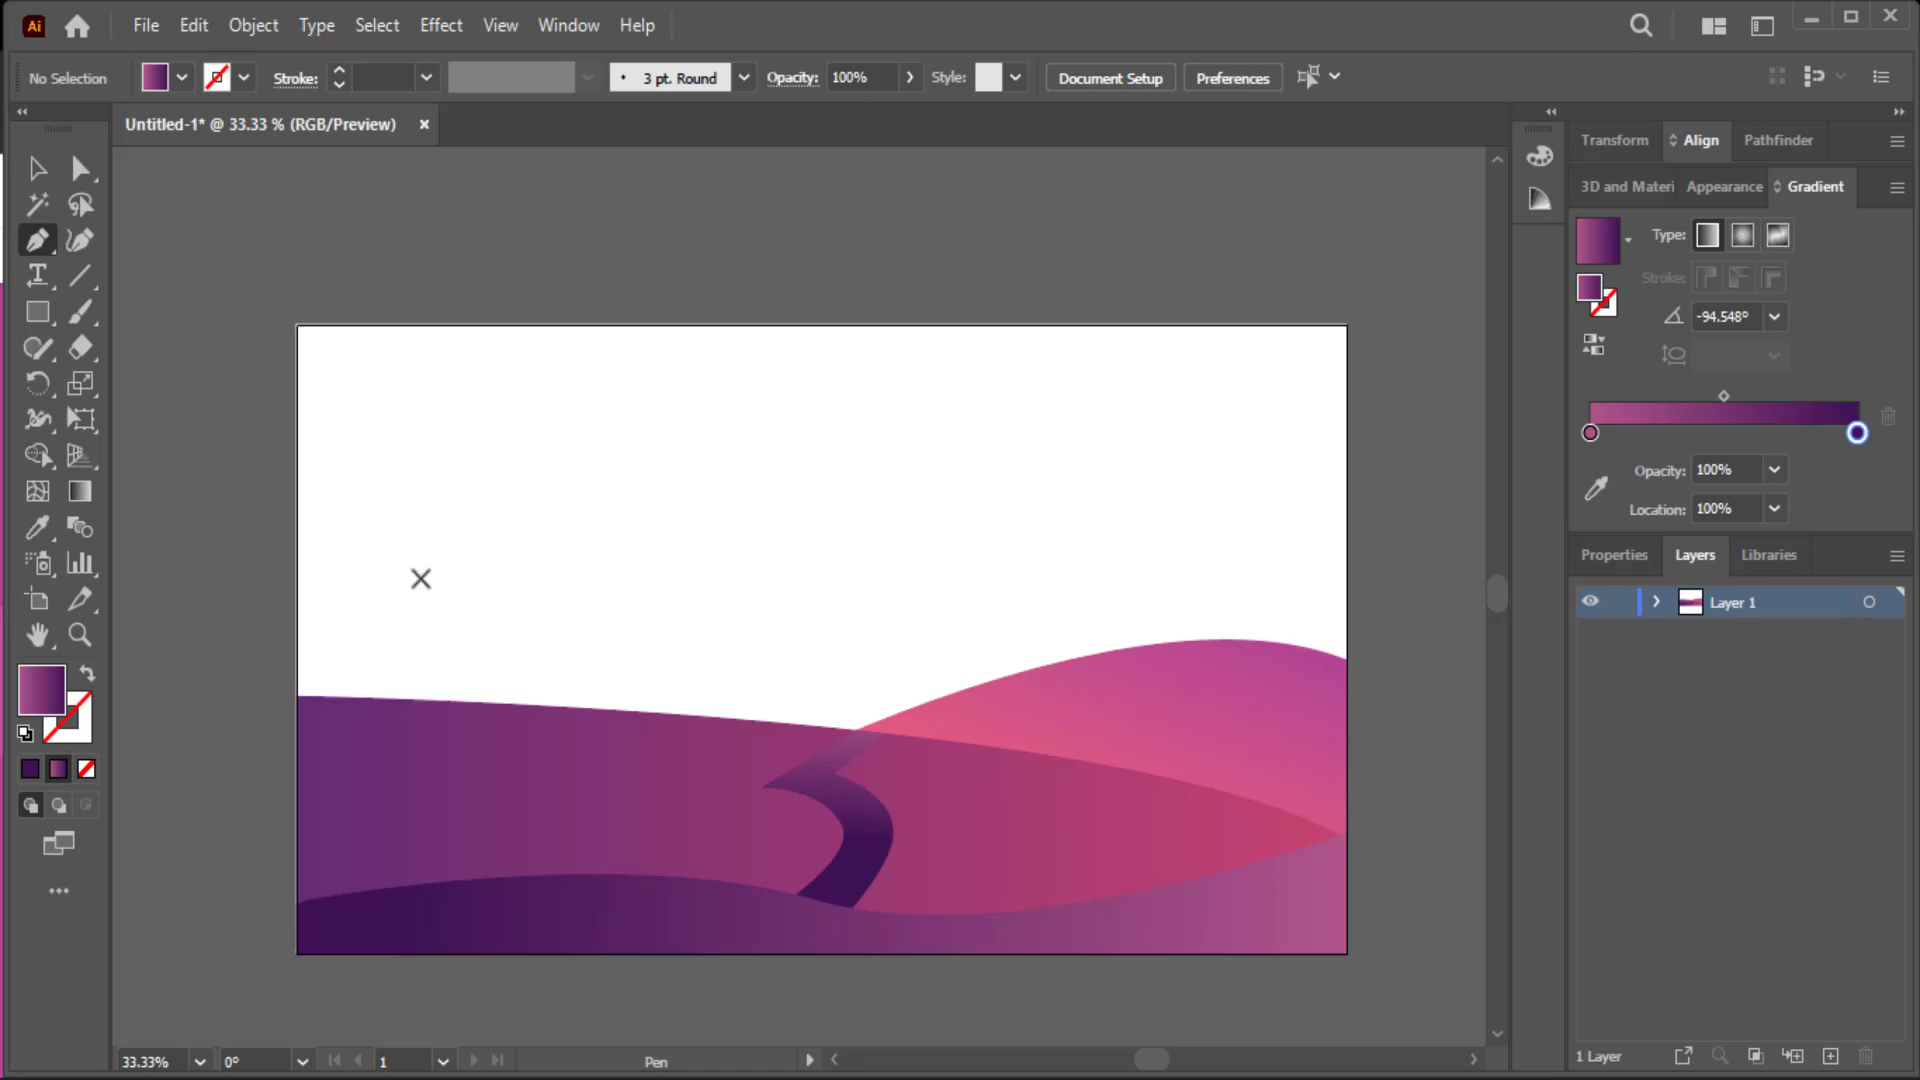 Ai File Edit Object Type Select Effect View Window Help
No Selection Stroke: 3 pt. Round Opacity: 100% Style: Document Setup Preferences
Untitled-1* @ 33.33 % (RGB/Preview) ×
Transform Align Pathfinder
3D and Materi Appearance Gradient
Type:
Stroke:
-94.548°
Opacity: 100%
Location: 100%
Properties Layers Libraries
Layer 1
1 Layer
33.33% 0° 1 Pen